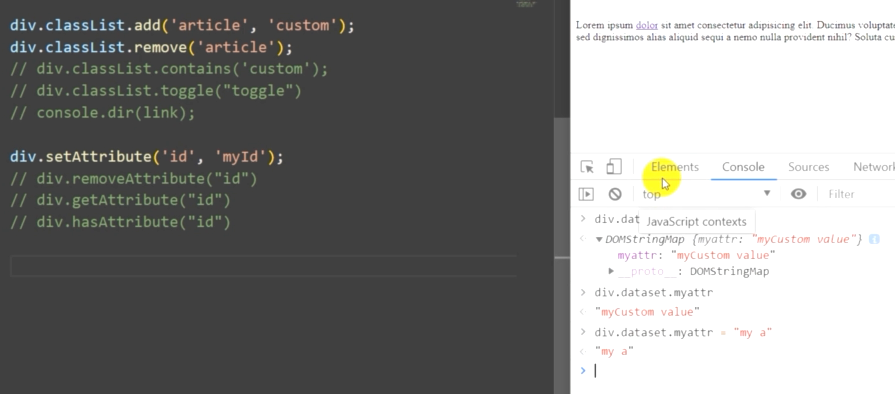 div.classList.add('article', 'custom');
div.classList.remove('article');
// div.classList.contains('custom');
// div.classList.toggle("toggle")
// console.dir(link);
div.setAttribute('id', 'myId');
// div.removeAttribute("id")
// div.getAttribute("id")
// div.hasAttribute("id")
Lorem ipsum dolor sit amet consectetur adipisicing elit. Ducimus voluptate
sed dignissimos alias aliquid sequi a nemo nulla provident nihil? Soluta cu
Elements Console Sources Network
top Filter
div.dat
JavaScript contexts
DOMStringMap {myattr: "myCustom value"}
myattr: "myCustom value"
__proto__: DOMStringMap
div.dataset.myattr
"myCustom value"
div.dataset.myattr = "my a"
"my a"